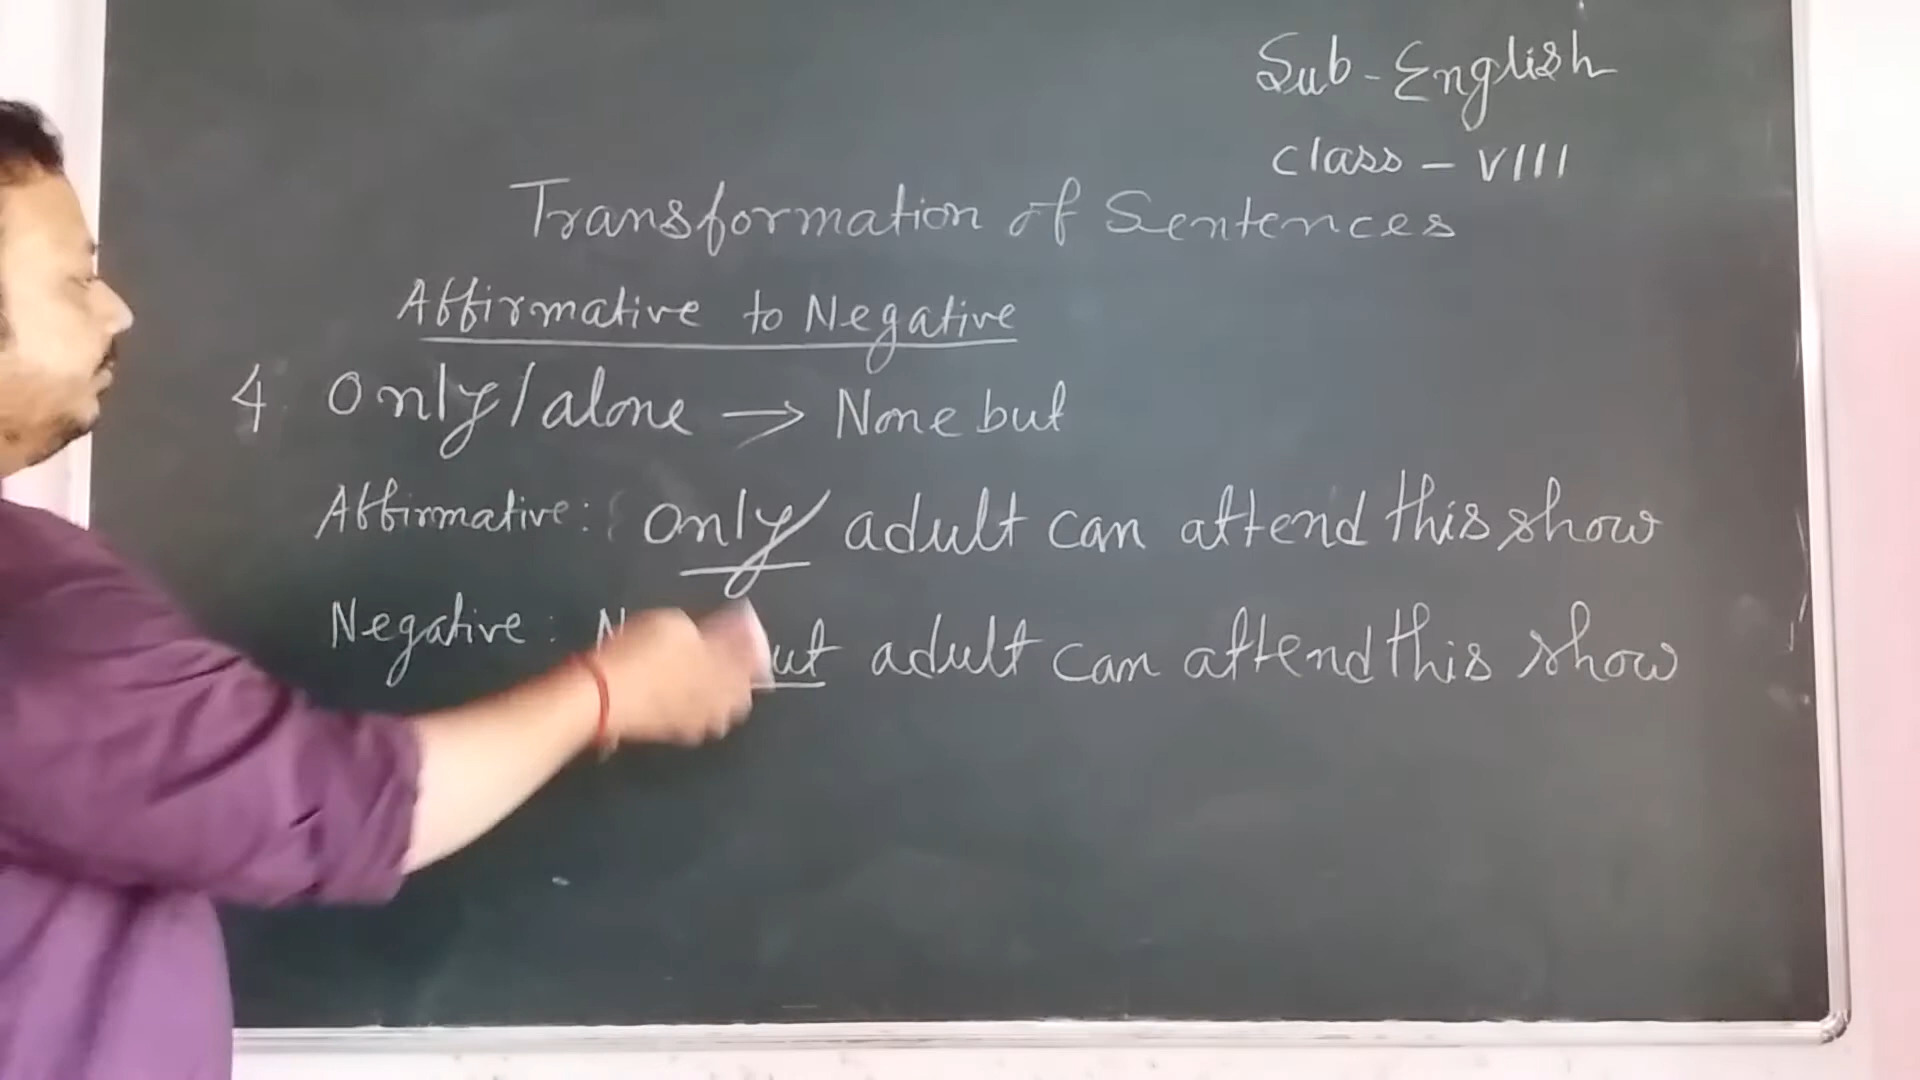 Sub - English
Class - VIII
Transformation of Sentences
Affirmative to Negative
4 Only/alone → None but
Affirmative: Only adult can attend this show
Negative: adult can attend this show